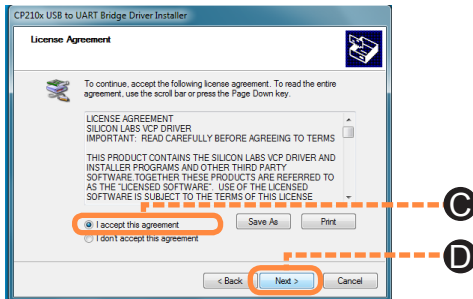 CP210x USB to UART Bridge Driver Installer
License Agreement
To continue, accept the following license agreement. To read the entire
agreement, use the scroll bar or press the Page Down key.
LICENSE AGREEMENT
SILICON LABS VCP DRIVER
IMPORTANT:  READ CAREFULLY BEFORE AGREEING TO TERMS
THIS PRODUCT CONTAINS THE SILICON LABS VCP DRIVER AND
INSTALLER PROGRAMS AND OTHER THIRD PARTY
SOFTWARE.TOGETHER THESE PRODUCTS ARE REFERRED TO
AS THE "LICENSED SOFTWARE".  USE OF THE LICENSED
SOFTWARE IS SUBJECT TO THE TERMS OF THIS LICENSE
C
I accept this agreement Save As Print
I don't accept this agreement
D
< Back Next > Cancel